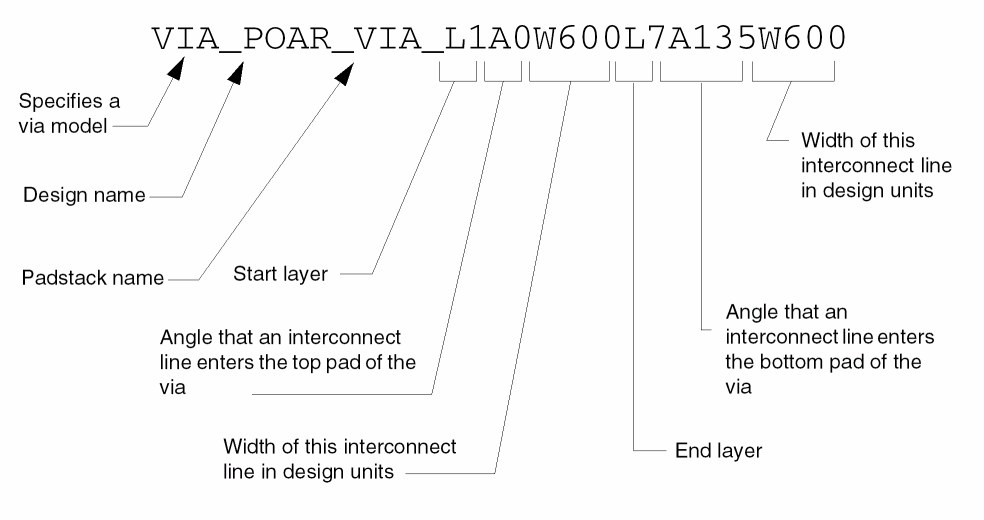 VIA_POAR_VIA_L1A0W600L7A135W600
Specifies a
via model
Width of this
interconnect line
in design units
Design name
Padstack name
Start layer
Angle that an interconnect
line enters the top pad of the
via
Angle that an
interconnect line enters
the bottom pad of the
via
Width of this interconnect
line in design units
End layer